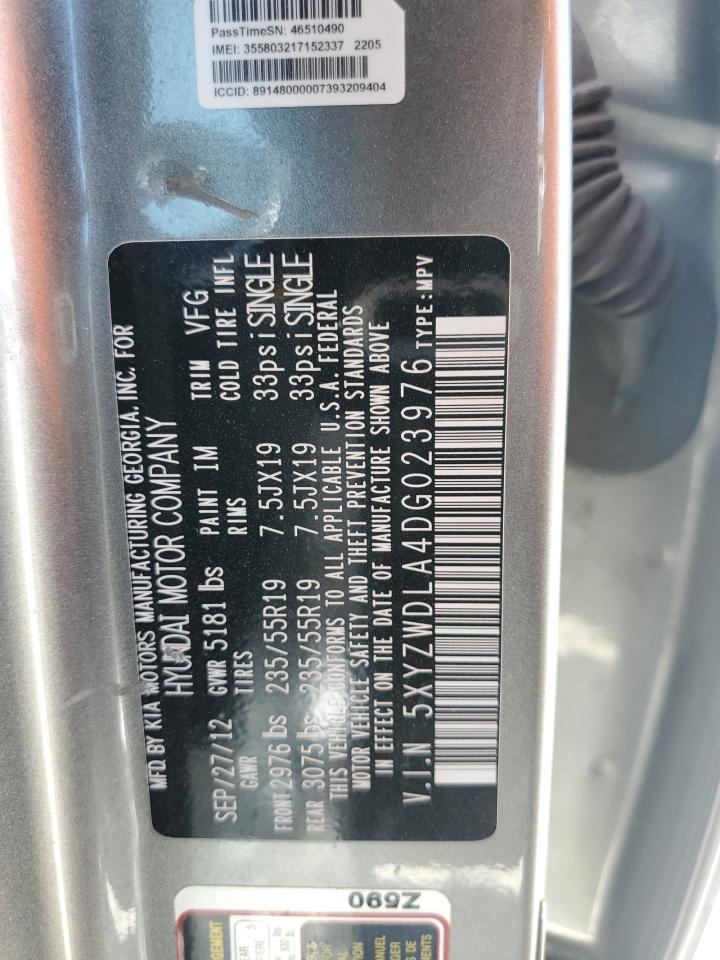 PassTimeSN: 46510490
IMEI: 355803217152337 2205
ICCID: 89148000007393209404
MFD. BY KIA MOTORS MANUFACTURING GEORGIA. INC. FOR
HYUNDAI MOTOR COMPANY
SEP/27/12 GVWR 5181 lbs PAINT IM TRIM VFG
GAWR TIRES RIMS COLD TIRE INFL
FRONT 2976 lbs 235/55R19 7.5JX19 33psi SINGLE
REAR 3075 lbs 235/55R19 7.5JX19 33psi SINGLE
THIS VEHICLE CONFORMS TO ALL APPLICABLE U.S.A. FEDERAL
MOTOR VEHICLE SAFETY AND THEFT PREVENTION STANDARDS
IN EFFECT ON THE DATE OF MANUFACTURE SHOWN ABOVE
V.I.N 5XYZWDLA4DG023976 TYPE:MPV
Z590